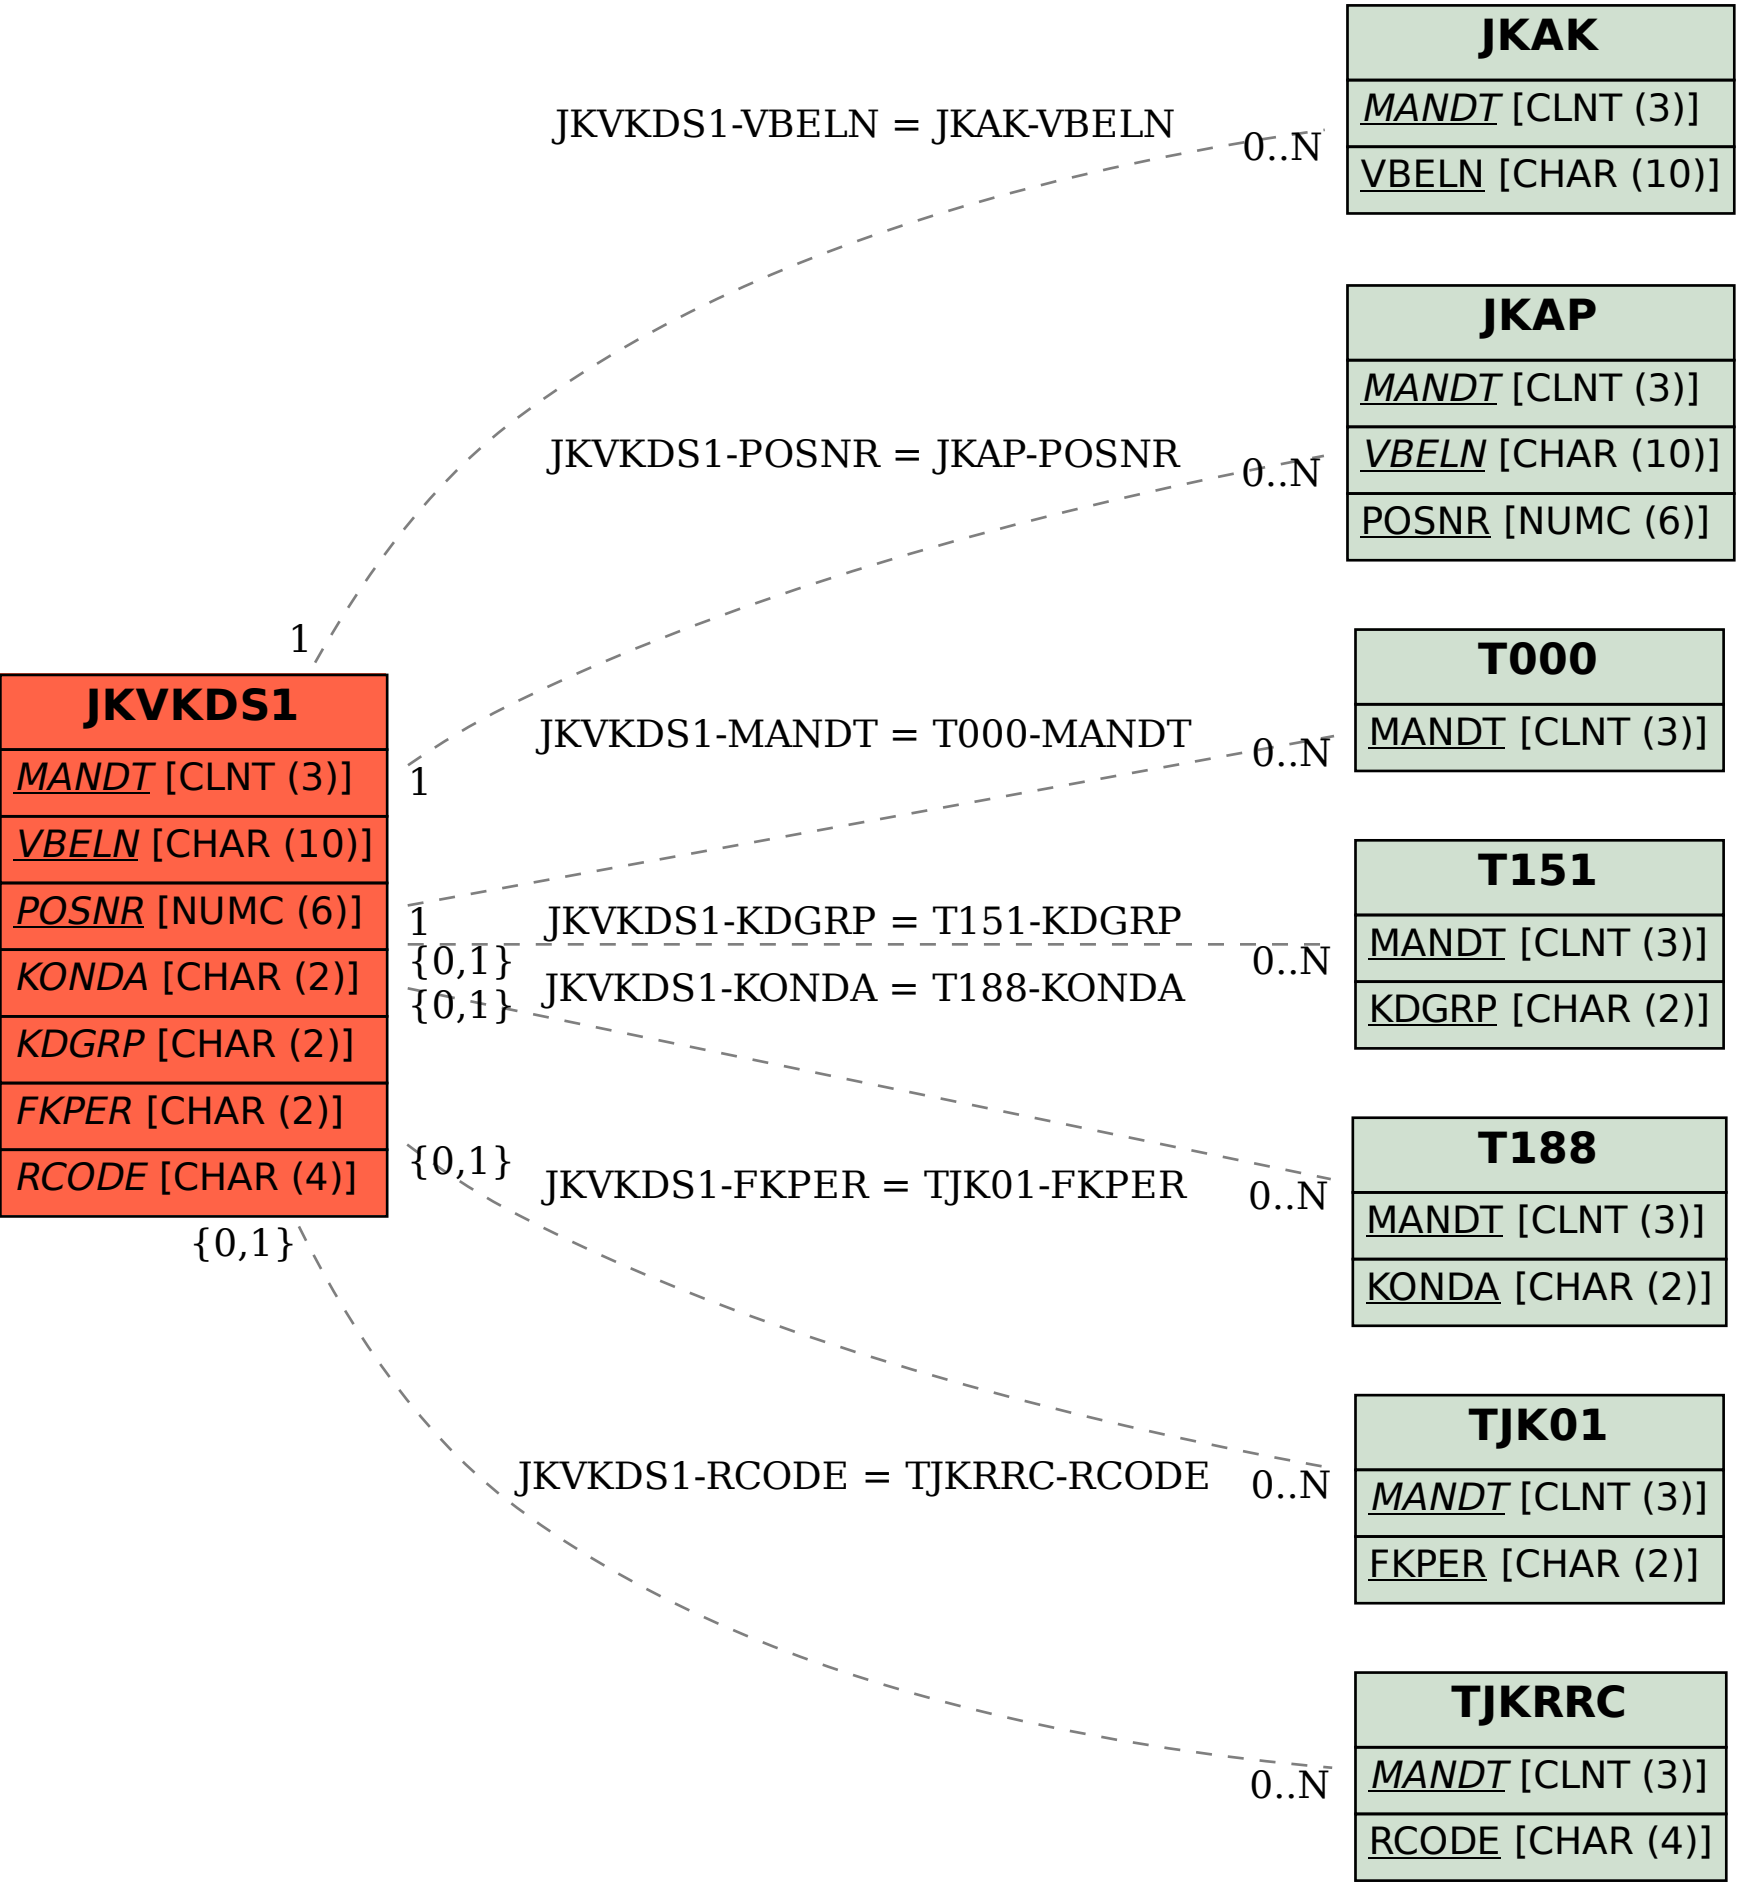 JKAK
MANDT [CLNT (3)]
VBELN [CHAR (10)]
JKVKDS1-VBELN = JKAK-VBELN
0..N
1
JKAP
MANDT [CLNT (3)]
VBELN [CHAR (10)]
POSNR [NUMC (6)]
JKVKDS1-POSNR = JKAP-POSNR
0..N
1
JKVKDS1
MANDT [CLNT (3)]
VBELN [CHAR (10)]
POSNR [NUMC (6)]
KONDA [CHAR (2)]
KDGRP [CHAR (2)]
FKPER [CHAR (2)]
RCODE [CHAR (4)]
T000
MANDT [CLNT (3)]
JKVKDS1-MANDT = T000-MANDT
0..N
1
T151
MANDT [CLNT (3)]
KDGRP [CHAR (2)]
JKVKDS1-KDGRP = T151-KDGRP
0..N
{0,1}
JKVKDS1-KONDA = T188-KONDA
{0,1}
0..N
T188
MANDT [CLNT (3)]
KONDA [CHAR (2)]
{0,1}
JKVKDS1-FKPER = TJK01-FKPER
0..N
TJK01
MANDT [CLNT (3)]
FKPER [CHAR (2)]
{0,1}
JKVKDS1-RCODE = TJKRRC-RCODE
0..N
TJKRRC
MANDT [CLNT (3)]
RCODE [CHAR (4)]